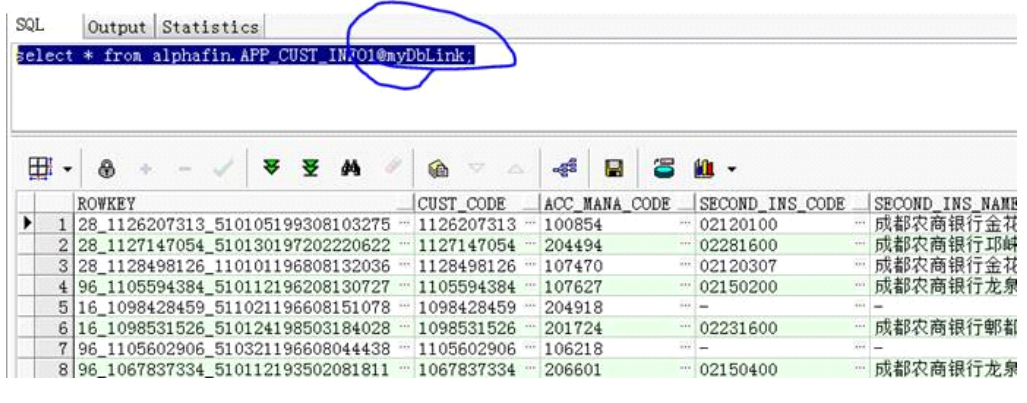 SQL Output Statistics
select * from alphafin.APP_CUST_INFO1@myDbLink;
ROWKEY CUST_CODE ACC_MANA_CODE SECOND_INS_CODE SECOND_INS_NAME
1 28_1126207313_510105199308103275 ··· 1126207313 ··· 100854 ··· 02120100 ··· 成都农商银行金花
2 28_1127147054_510130197202220622 ··· 1127147054 ··· 204494 ··· 02281600 ··· 成都农商银行邛崃
3 28_1128498126_110101196808132036 ··· 1128498126 ··· 107470 ··· 02120307 ··· 成都农商银行金花
4 96_1105594384_510112196208130727 ··· 1105594384 ··· 107627 ··· 02150200 ··· 成都农商银行龙泉
5 16_1098428459_511021196608151078 ··· 1098428459 ··· 204918 ··· – ··· –
6 16_1098531526_510124198503184028 ··· 1098531526 ··· 201724 ··· 02231600 ··· 成都农商银行郫都
7 96_1105602906_510321196608044438 ··· 1105602906 ··· 106218 ··· – ··· –
8 96_1067837334_510112193502081811 ··· 1067837334 ··· 206601 ··· 02150400 ··· 成都农商银行龙泉